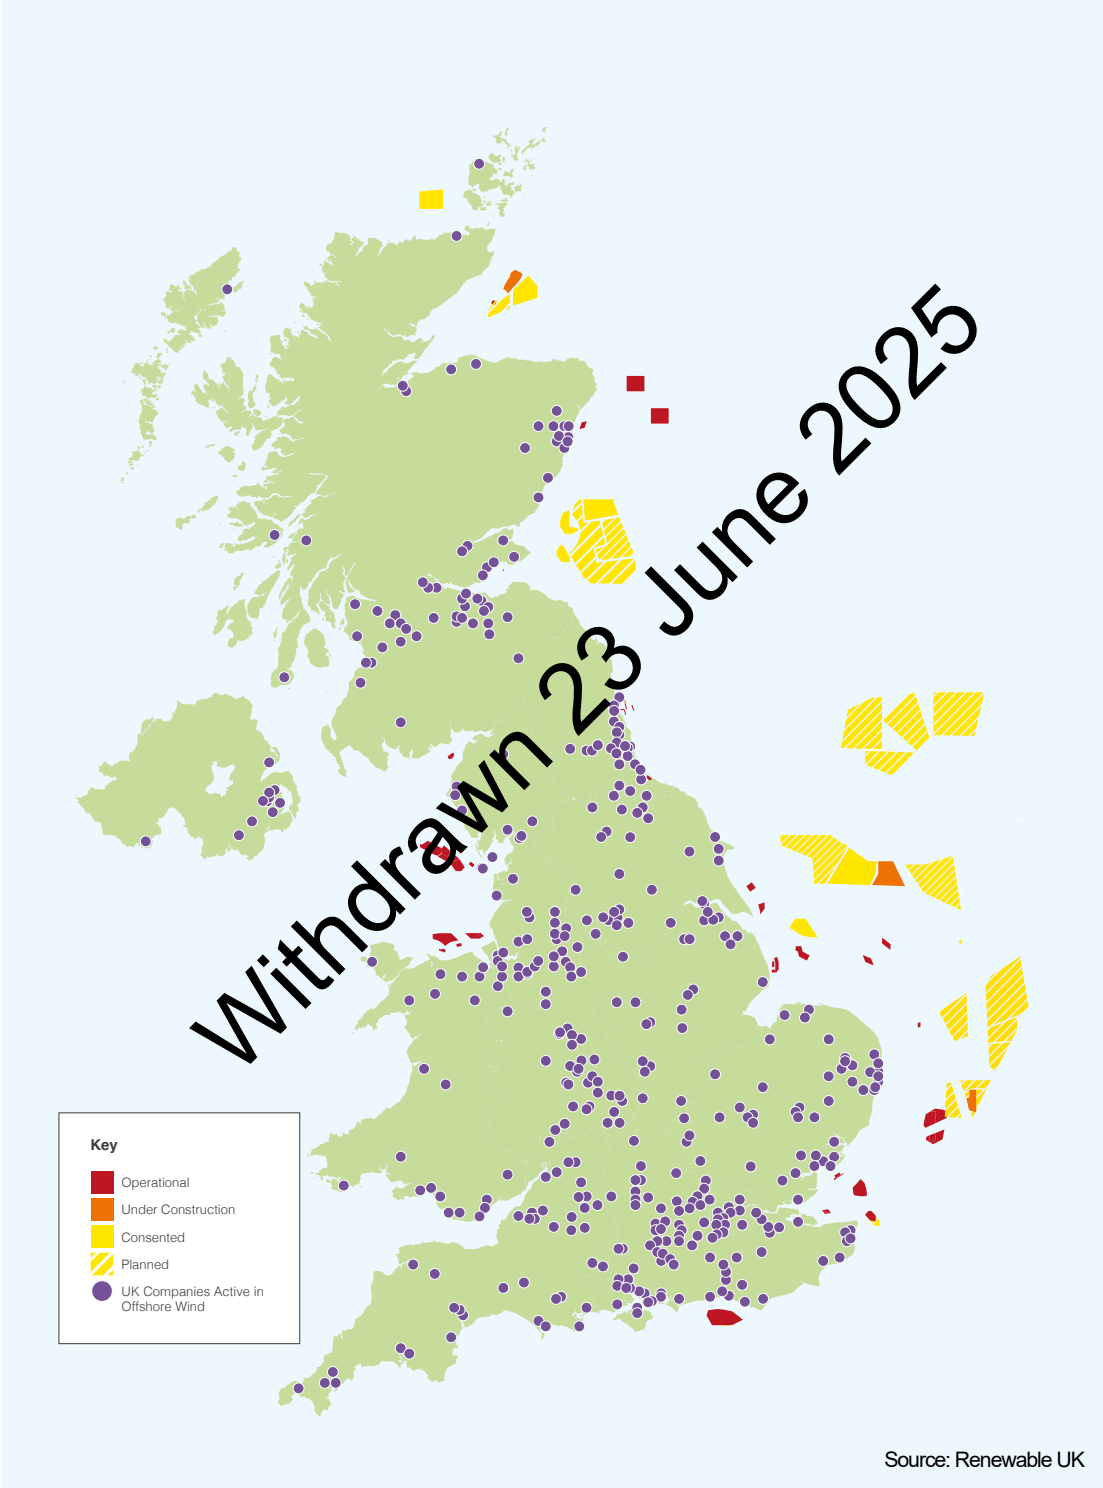 Withdrawn 23 June 2025
Key
Operational
Under Construction
Consented
Planned
UK Companies Active in
Offshore Wind
Source: Renewable UK